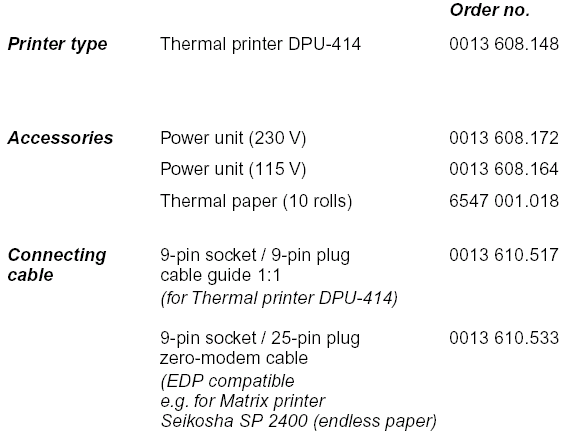 Order no.
Printer type Thermal printer DPU-414 0013 608.148
Accessories Power unit (230 V) 0013 608.172
Power unit (115 V) 0013 608.164
Thermal paper (10 rolls) 6547 001.018
Connecting 9-pin socket / 9-pin plug 0013 610.517
cable cable guide 1:1
(for Thermal printer DPU-414)
9-pin socket / 25-pin plug 0013 610.533
zero-modem cable
(EDP compatible
e.g. for Matrix printer
Seikosha SP 2400 (endless paper)